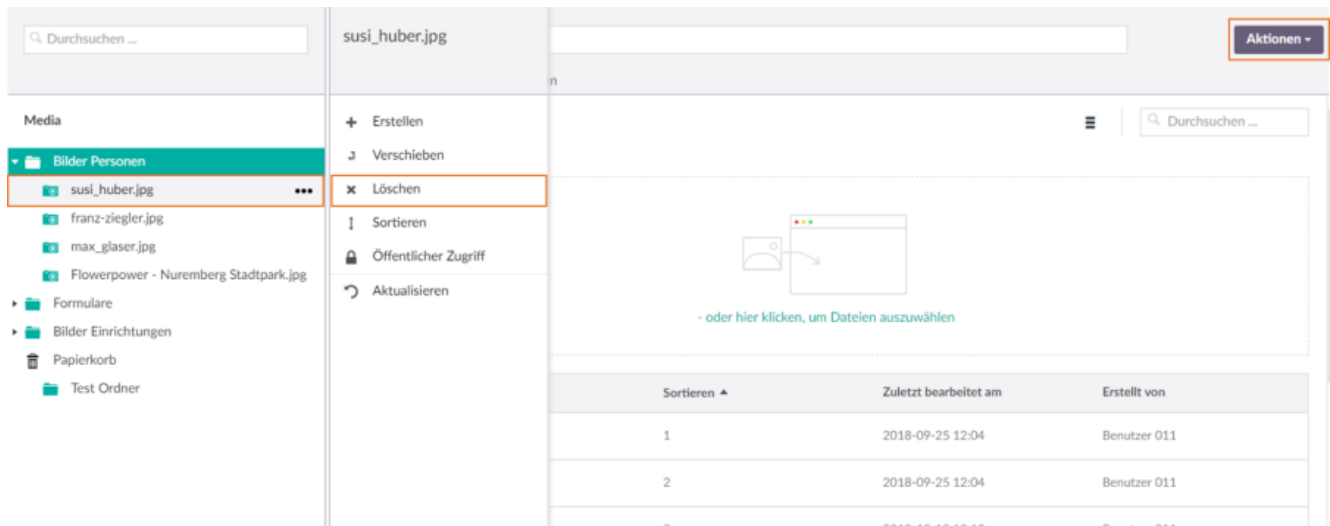 Durchsuchen ...
Media
Bilder Personen
susi_huber.jpg
franz-ziegler.jpg
max_glaser.jpg
Flowerpower - Nuremberg Stadtpark.jpg
Formulare
Bilder Einrichtungen
Papierkorb
Test Ordner
susi_huber.jpg
Erstellen
Verschieben
Löschen
Sortieren
Öffentlicher Zugriff
Aktualisieren
Aktionen
n
Durchsuchen ...
- oder hier klicken, um Dateien auszuwählen
Sortieren Zuletzt bearbeitet am Erstellt von
1 2018-09-25 12:04 Benutzer 011
2 2018-09-25 12:04 Benutzer 011